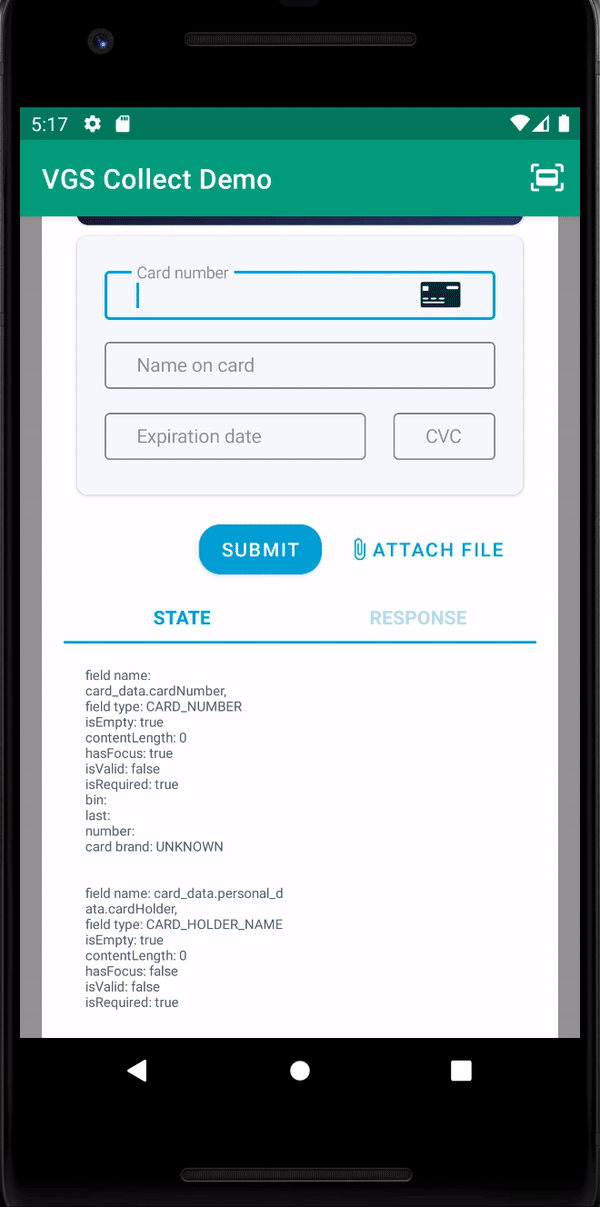 5:17
VGS Collect Demo
Card number
Name on card
Expiration date
CVC
SUBMIT
ATTACH FILE
STATE
RESPONSE
field name:
card_data.cardNumber,
field type: CARD_NUMBER
isEmpty: true
contentLength: 0
hasFocus: true
isValid: false
isRequired: true
bin:
last:
number:
card brand: UNKNOWN
field name: card_data.personal_d
ata.cardHolder,
field type: CARD_HOLDER_NAME
isEmpty: true
contentLength: 0
hasFocus: false
isValid: false
isRequired: true